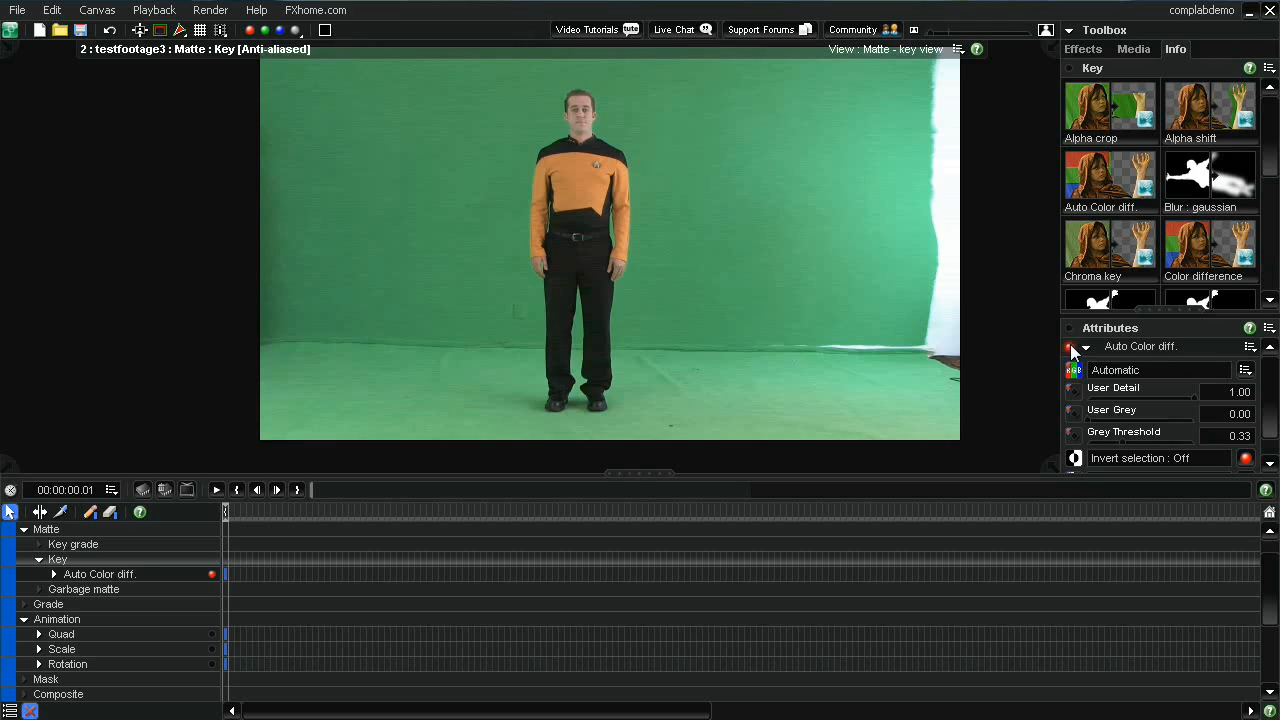 File Edit Canvas Playback Render Help FXhome.com complabdemo
Video Tutorials tute Live Chat Support Forums Community Toolbox
2 : testfootage3 : Matte : Key [Anti-aliased] View : Matte - key view Effects Media Info
Key
Alpha crop Alpha shift
Auto Color diff. Blur : gaussian
Chroma key Color difference
Attributes
Auto Color diff.
RGB Automatic
User Detail 1.00
User Grey 0.00
Grey Threshold 0.33
Invert selection : Off
00:00:00.01
Matte
Key grade
Key
Auto Color diff.
Garbage matte
Grade
Animation
Quad
Scale
Rotation
Mask
Composite